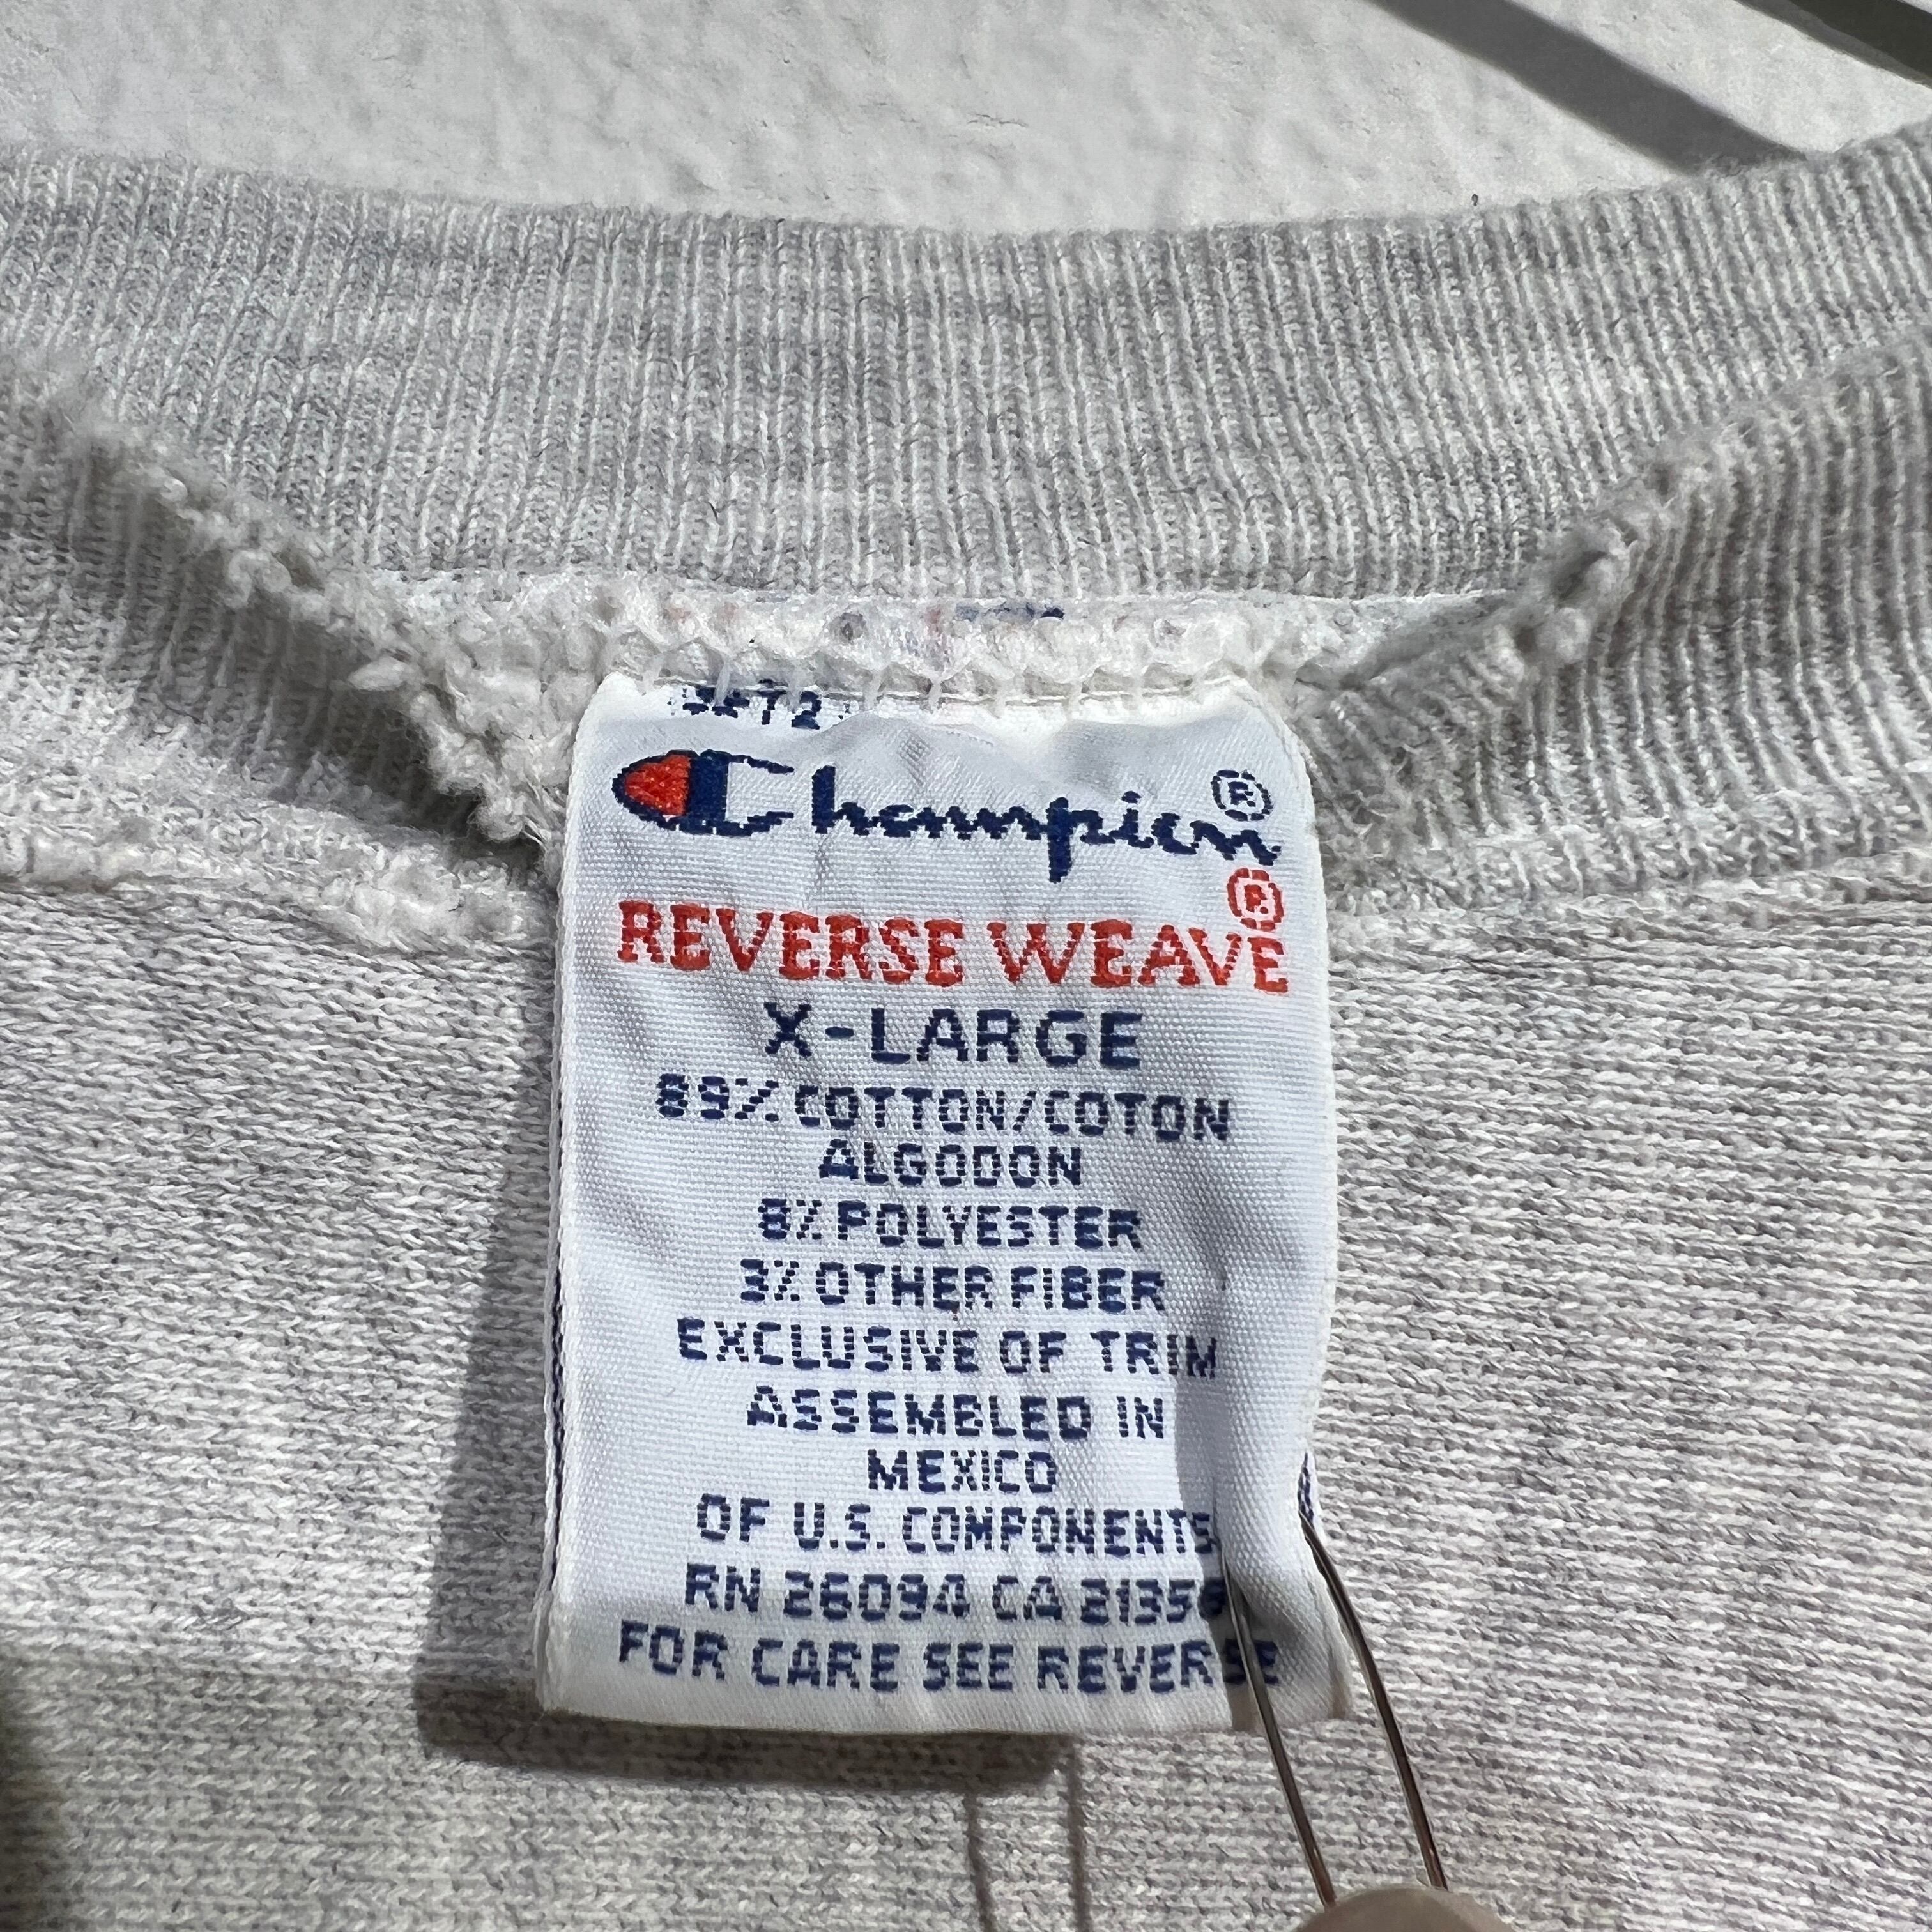 Champion®
REVERSE WEAVE®
X-LARGE
89% COTTON/COTON
ALGODON
8% POLYESTER
3% OTHER FIBER
EXCLUSIVE OF TRIM
ASSEMBLED IN
MEXICO
OF U.S. COMPONENTS
RN 26094 CA 21356
FOR CARE SEE REVERSE